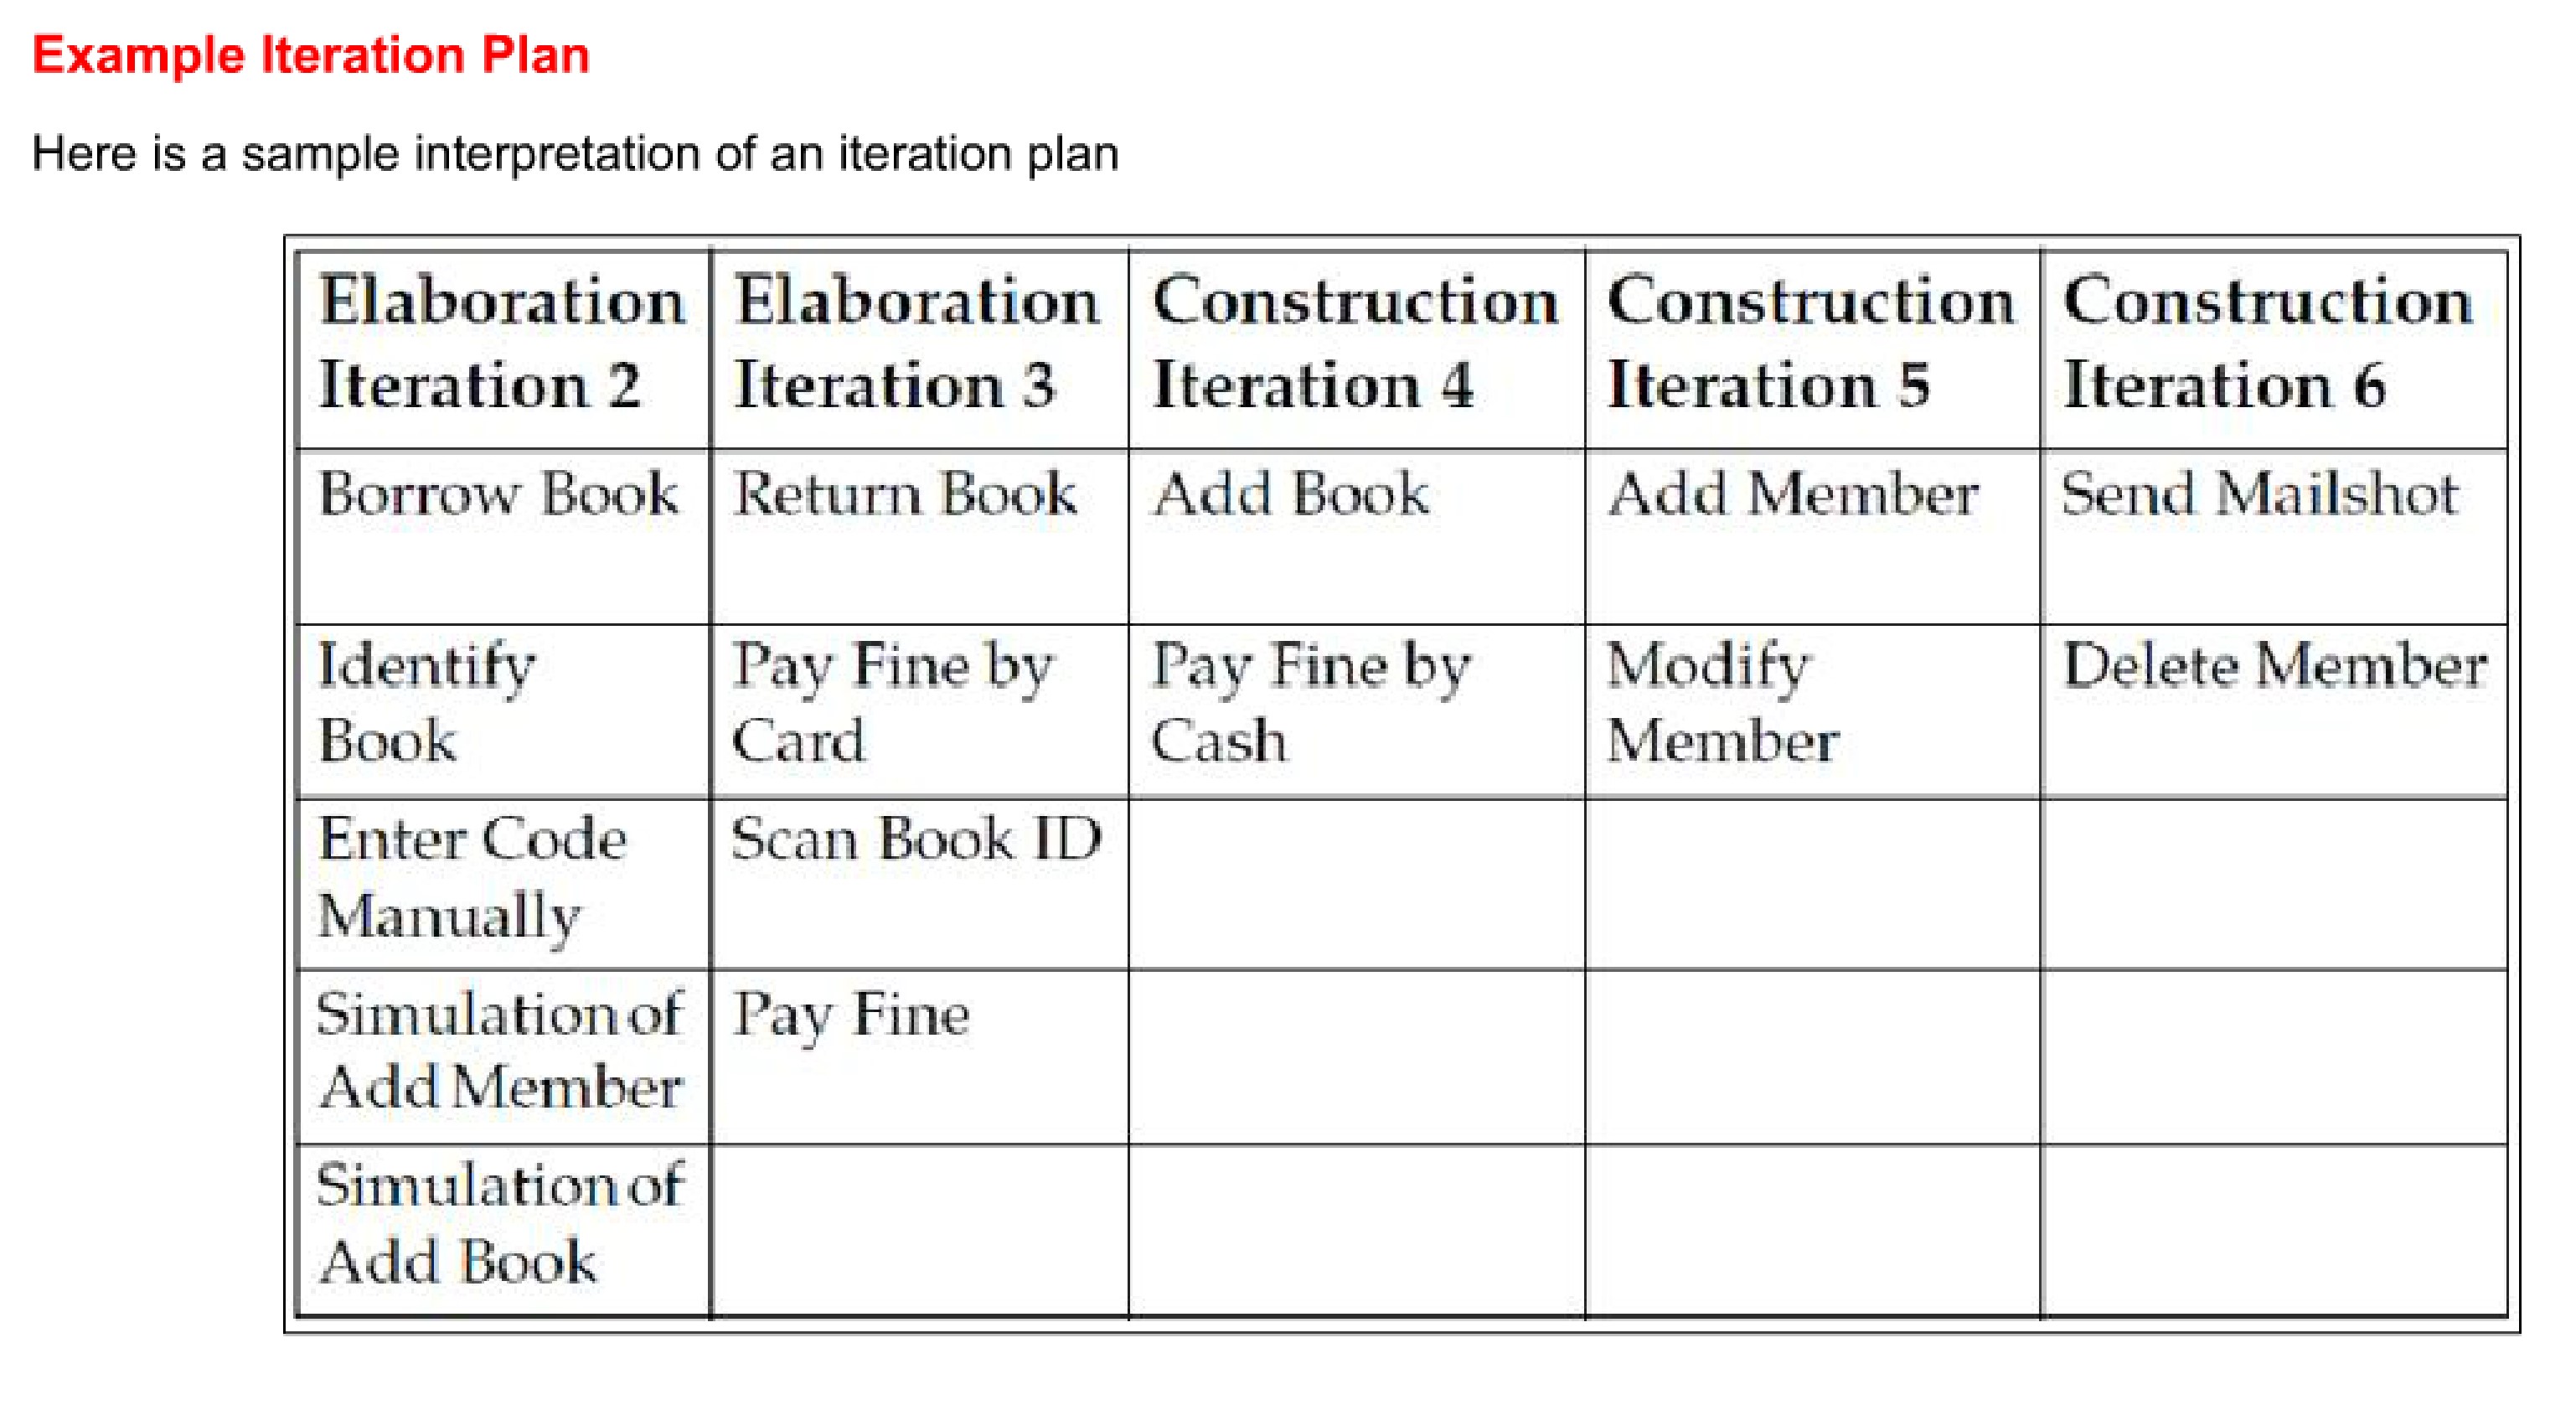 Example Iteration Plan
Here is a sample interpretation of an iteration plan
Elaboration Iteration 2
Elaboration Iteration 3
Construction Iteration 4
Construction Iteration 5
Construction Iteration 6
Borrow Book
Return Book
Add Book
Add Member
Send Mailshot
Identify Book
Pay Fine by Card
Pay Fine by Cash
Modify Member
Delete Member
Enter Code Manually
Scan Book ID
Simulation of Add Member
Pay Fine
Simulation of Add Book